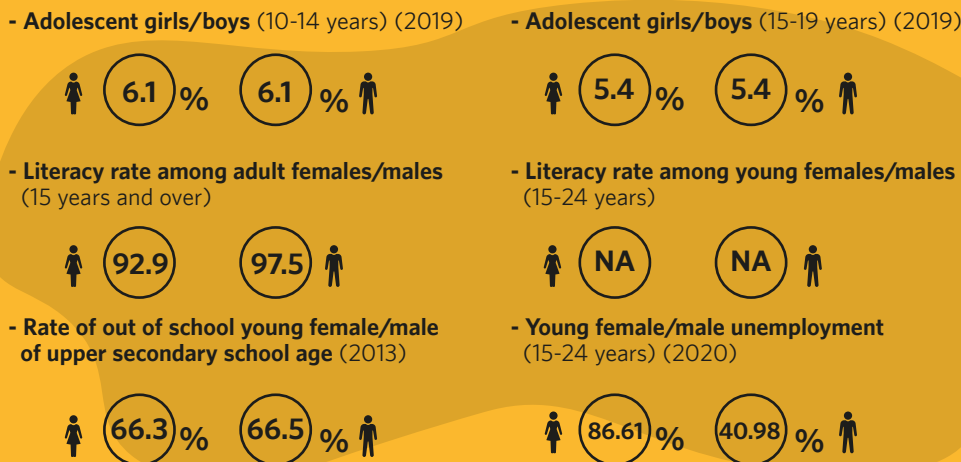 - Adolescent girls/boys (10-14 years) (2019)
6.1 % 6.1 %
- Adolescent girls/boys (15-19 years) (2019)
5.4 % 5.4 %
- Literacy rate among adult females/males
(15 years and over)
92.9 97.5
- Literacy rate among young females/males
(15-24 years)
NA NA
- Rate of out of school young female/male
of upper secondary school age (2013)
66.3 % 66.5 %
- Young female/male unemployment
(15-24 years) (2020)
86.61 % 40.98 %